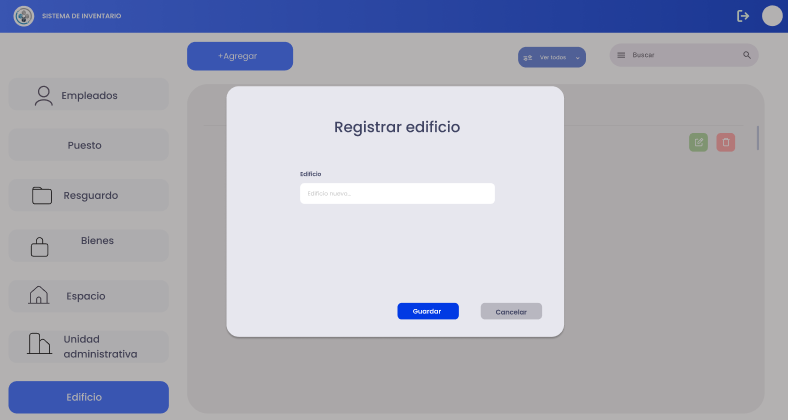 SISTEMA DE INVENTARIO
+Agregar
Ver todos
Buscar
Empleados
Puesto
Resguardo
Bienes
Espacio
Unidad
administrativa
Edificio
Registrar edificio
Edificio
Edificio nuevo...
Guardar
Cancelar